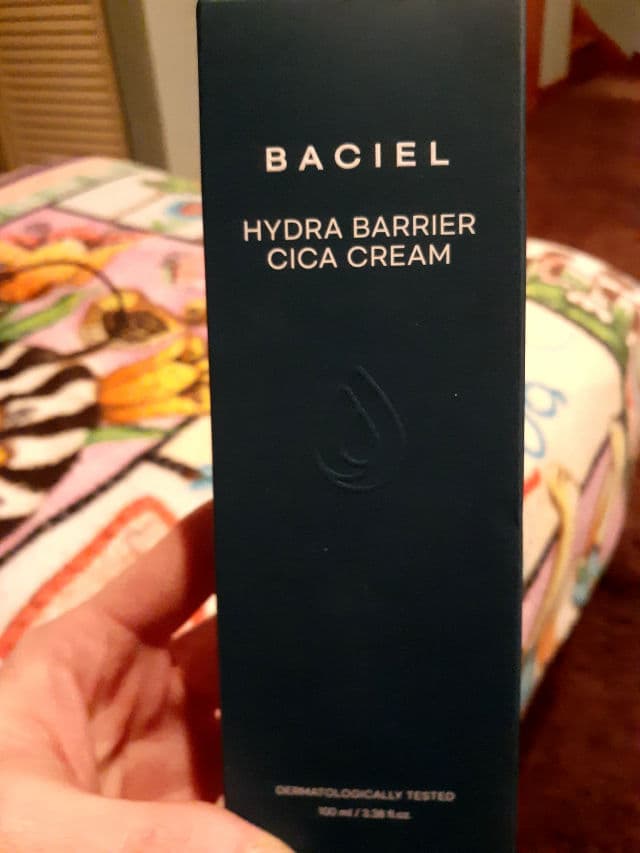 BACIEL
HYDRA BARRIER
CICA CREAM
DERMATOLOGICALLY TESTED
100 ml / 3.38 fl.oz